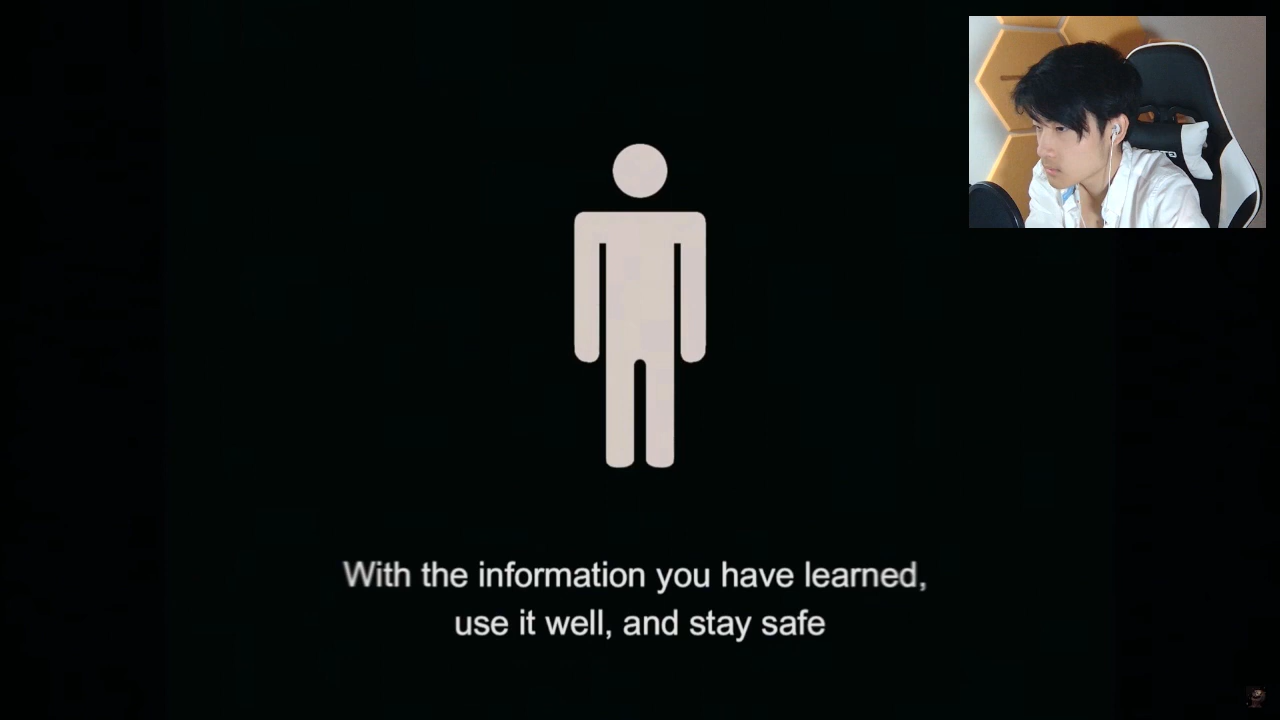 With the information you have learned,
use it well, and stay safe